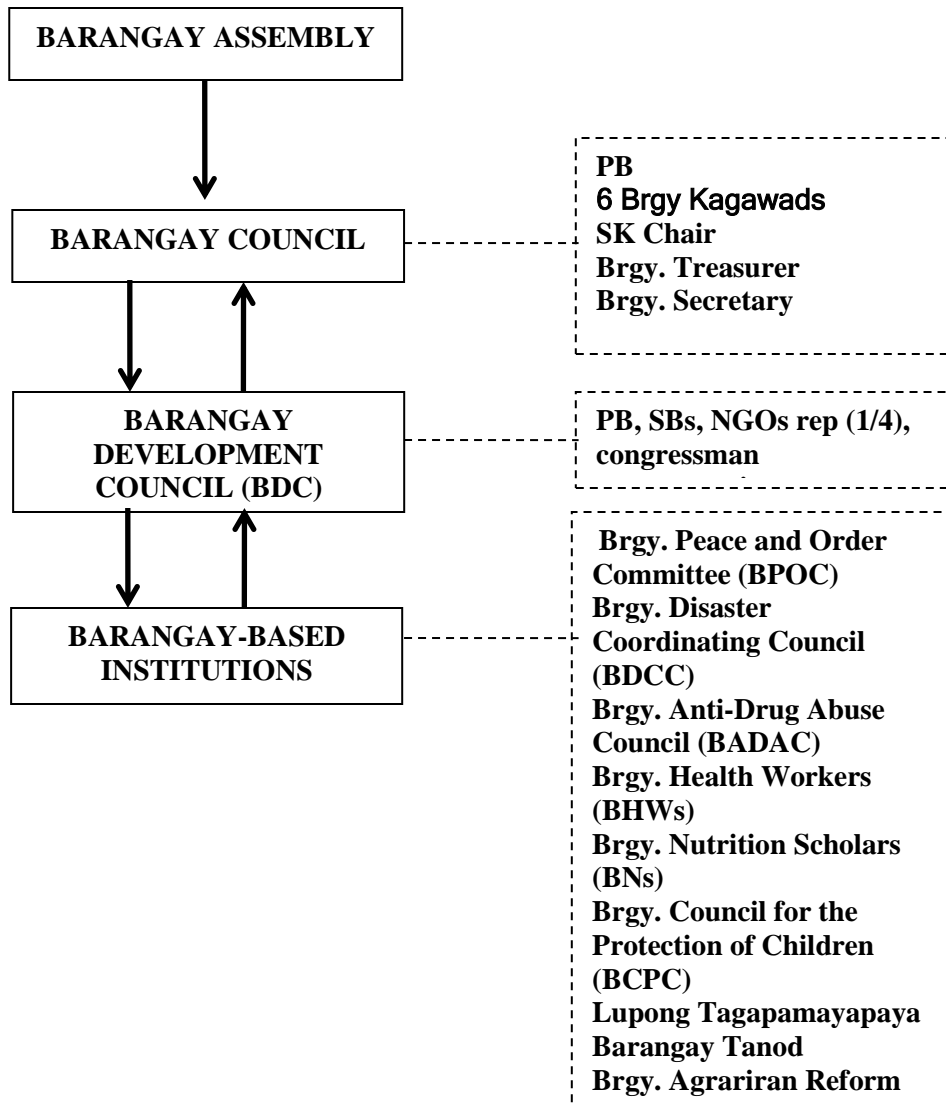 BARANGAY ASSEMBLY
PB
6 Brgy Kagawads
SK Chair
Brgy. Treasurer
Brgy. Secretary
BARANGAY COUNCIL
BARANGAY
DEVELOPMENT
COUNCIL (BDC)
PB, SBs, NGOs rep (1/4),
congressman
BARANGAY-BASED
INSTITUTIONS
Brgy. Peace and Order
Committee (BPOC)
Brgy. Disaster
Coordinating Council
(BDCC)
Brgy. Anti-Drug Abuse
Council (BADAC)
Brgy. Health Workers
(BHWs)
Brgy. Nutrition Scholars
(BNs)
Brgy. Council for the
Protection of Children
(BCPC)
Lupong Tagapamayapaya
Barangay Tanod
Brgy. Agrariran Reform